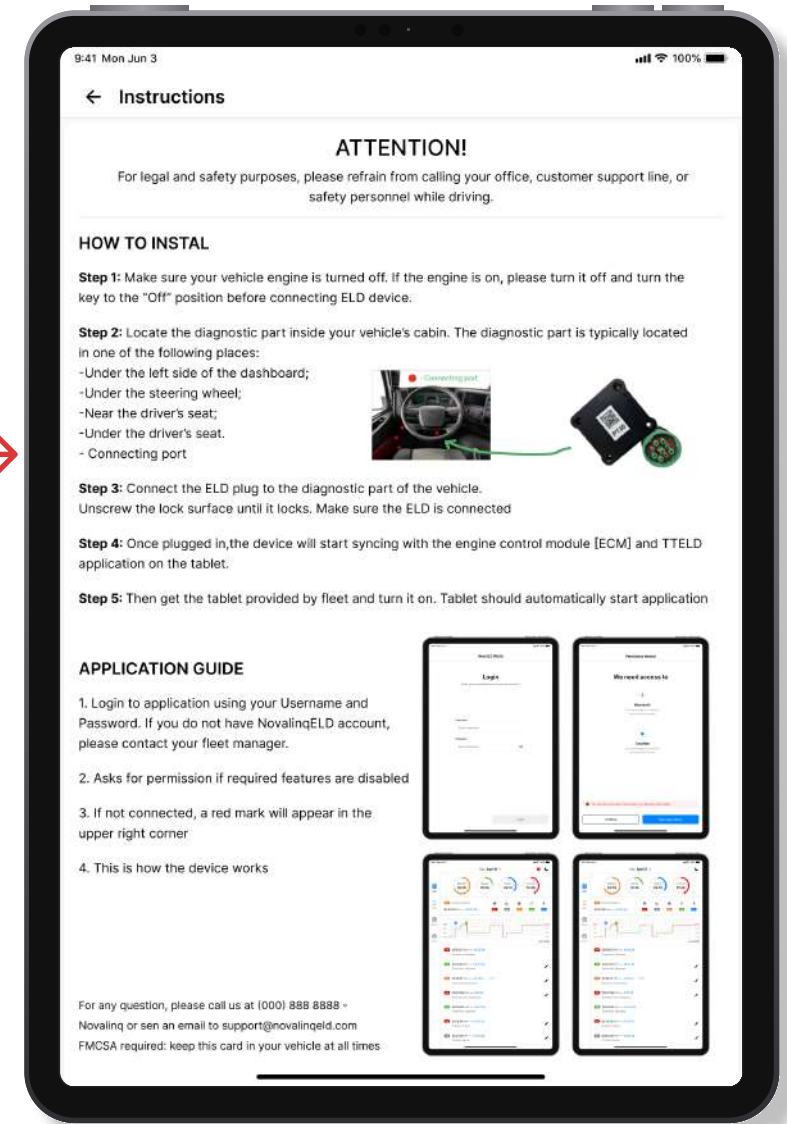 9:41 Mon Jun 3
100%
Instructions
ATTENTION!
For legal and safety purposes, please refrain from calling your office, customer support line, or
safety personnel while driving.
HOW TO INSTAL
Step 1: Make sure your vehicle engine is turned off. If the engine is on, please turn it off and turn the
key to the "Off" position before connecting ELD device.
Step 2: Locate the diagnostic part inside your vehicle's cabin. The diagnostic part is typically located
in one of the following places:
-Under the left side of the dashboard;
-Under the steering wheel;
-Near the driver's seat;
-Under the driver's seat.
- Connecting port
- Connecting port
PT30
Step 3: Connect the ELD plug to the diagnostic part of the vehicle.
Unscrew the lock surface until it locks. Make sure the ELD is connected
Step 4: Once plugged in,the device will start syncing with the engine control module [ECM] and TTELD
application on the tablet.
Step 5: Then get the tablet provided by fleet and turn it on. Tablet should automatically start application
APPLICATION GUIDE
1. Login to application using your Username and
Password. If you do not have NovalinqELD account,
please contact your fleet manager.
2. Asks for permission if required features are disabled
3. If not connected, a red mark will appear in the
upper right corner
4. This is how the device works
Login
We need access to
For any question, please call us at (000) 888 8888 -
Novalinq or sen an email to support@novalinqeld.com
FMCSA required: keep this card in your vehicle at all times